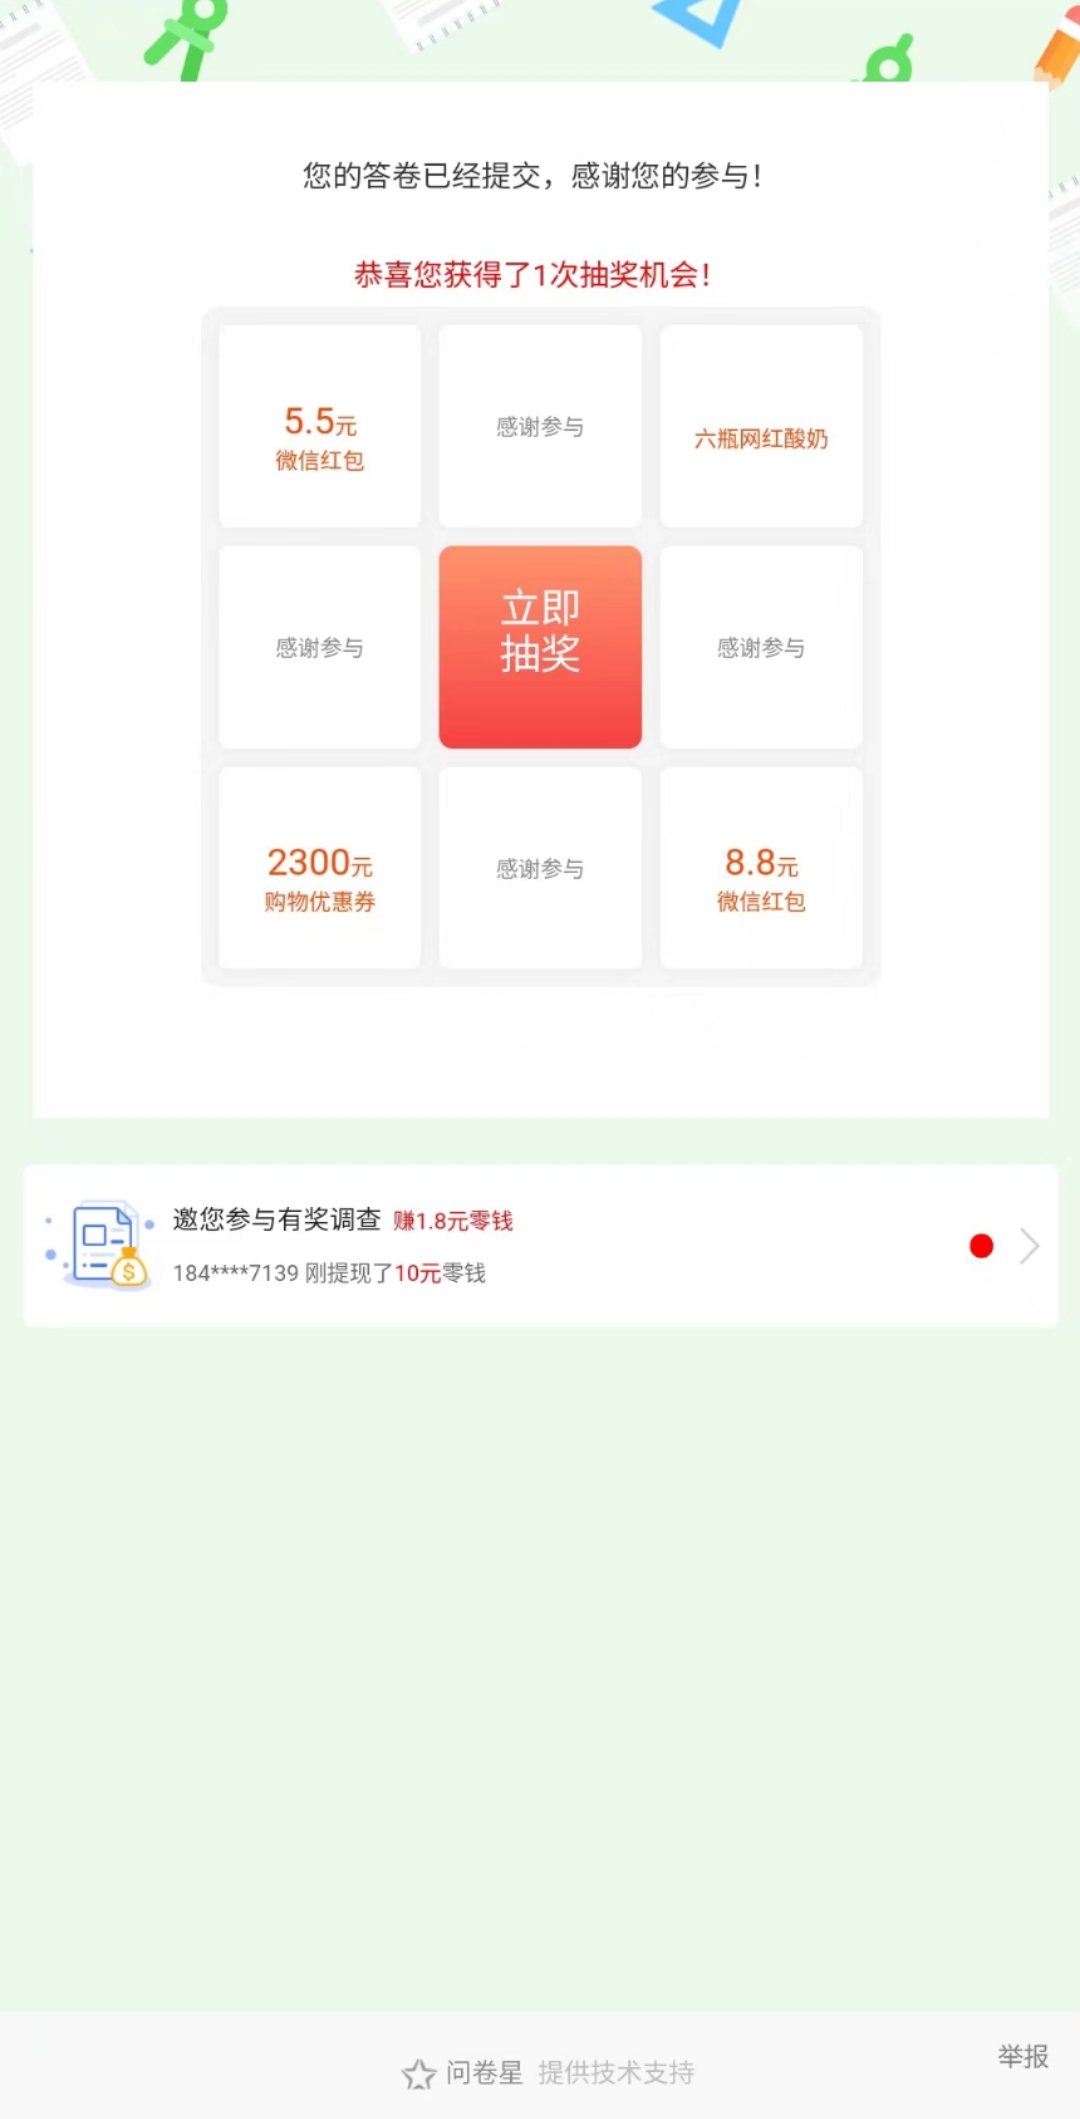 您的答卷已经提交，感谢您的参与！
恭喜您获得了1次抽奖机会！
5.5元
微信红包
感谢参与
六瓶网红酸奶
感谢参与
立即
抽奖
感谢参与
2300元
购物优惠券
感谢参与
8.8元
微信红包
邀您参与有奖调查 赚1.8元零钱
184****7139 刚提现了10元零钱
问卷星 提供技术支持
举报